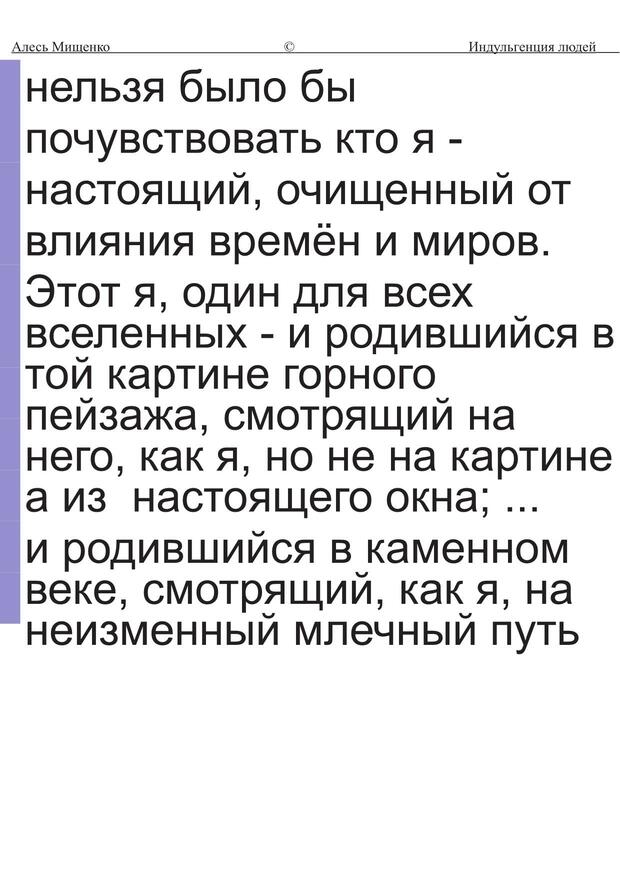 Алесь Мищенко © Индульгенция людей
нельзя было бы
почувствовать кто я -
настоящий, очищенный от
влияния времён и миров.
Этот я, один для всех
вселенных - и родившийся в
той картине горного
пейзажа, смотрящий на
него, как я, но не на картине
а из  настоящего окна; ...
и родившийся в каменном
веке, смотрящий, как я, на
неизменный млечный путь